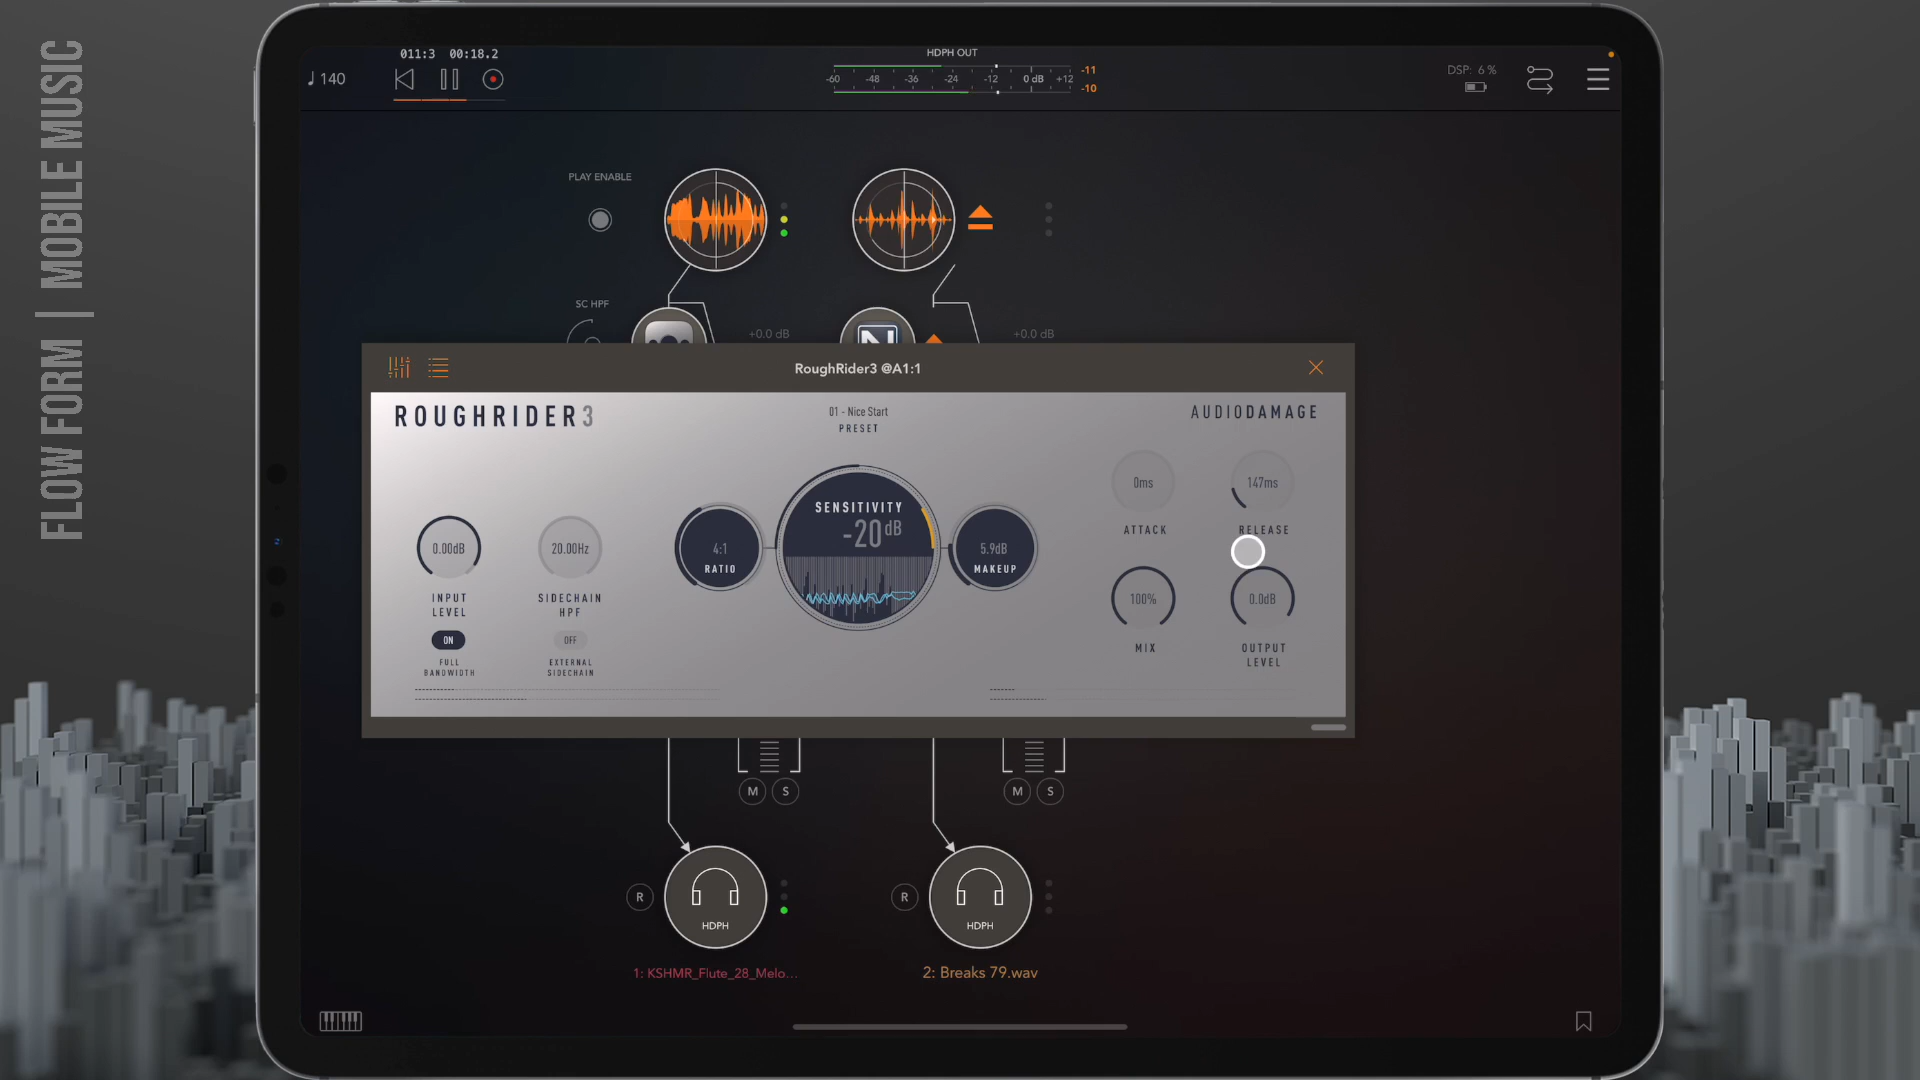 FLOW FORM | MOBILE MUSIC
011:3 00:18.2
140
HDPH OUT
-60 -48 -36 -24 -12 0 dB +12
-11
-10
DSP: 6 %
PLAY ENABLE
SC HPF
+0.0 dB
+0.0 dB
N
RoughRider3 @A1:1
ROUGHRIDER3
01 - Nice Start
PRESET
AUDIODAMAGE
0.00dB
INPUT
LEVEL
ON
FULL
BANDWIDTH
20.00Hz
SIDECHAIN
HPF
OFF
EXTERNAL
SIDECHAIN
4:1
RATIO
SENSITIVITY
-20dB
5.9dB
MAKEUP
0ms
ATTACK
147ms
RELEASE
100%
MIX
0.0dB
OUTPUT
LEVEL
M S
M S
R
HDPH
R
HDPH
1: KSHMR_Flute_28_Melo...
2: Breaks 79.wav